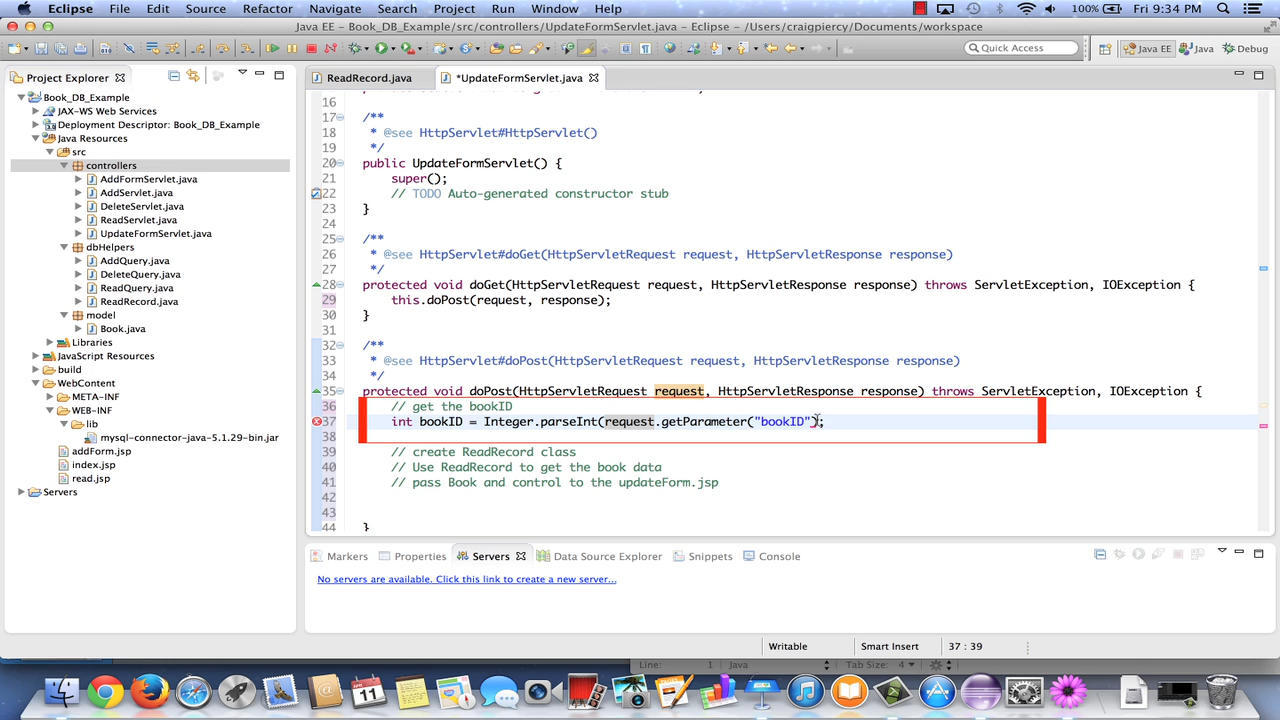 Eclipse File Edit Source Refactor Navigate Search Project Run Window Help 100% Fri 9:34 PM
Java EE - Book_DB_Example/src/controllers/UpdateFormServlet.java - Eclipse - /Users/craigpiercy/Documents/workspace
Quick Access Java EE Java Debug
Project Explorer
Book_DB_Example
JAX-WS Web Services
Deployment Descriptor: Book_DB_Example
Java Resources
src
controllers
AddFormServlet.java
AddServlet.java
DeleteServlet.java
ReadServlet.java
UpdateFormServlet.java
dbHelpers
AddQuery.java
DeleteQuery.java
ReadQuery.java
ReadRecord.java
model
Book.java
Libraries
JavaScript Resources
build
WebContent
META-INF
WEB-INF
lib
mysql-connector-java-5.1.29-bin.jar
addForm.jsp
index.jsp
read.jsp
Servers
ReadRecord.java *UpdateFormServlet.java
16
17 /**
18 * @see HttpServlet#HttpServlet()
19 */
20 public UpdateFormServlet() {
21 super();
22 // TODO Auto-generated constructor stub
23 }
24
25 /**
26 * @see HttpServlet#doGet(HttpServletRequest request, HttpServletResponse response)
27 */
28 protected void doGet(HttpServletRequest request, HttpServletResponse response) throws ServletException, IOException {
29 this.doPost(request, response);
30 }
31
32 /**
33 * @see HttpServlet#doPost(HttpServletRequest request, HttpServletResponse response)
34 */
35 protected void doPost(HttpServletRequest request, HttpServletResponse response) throws ServletException, IOException {
36 // get the bookID
37 int bookID = Integer.parseInt(request.getParameter("bookID");
38
39 // create ReadRecord class
40 // Use ReadRecord to get the book data
41 // pass Book and control to the updateForm.jsp
42
43
44 }
Markers Properties Servers Data Source Explorer Snippets Console
No servers are available. Click this link to create a new server...
Writable Smart Insert 37 : 39
Line: 1 Java Tab Size: 4
JAN
11